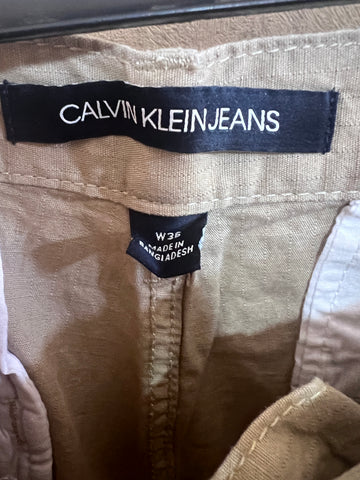 CALVIN KLEIN JEANS
W36
MADE IN
BANGLADESH